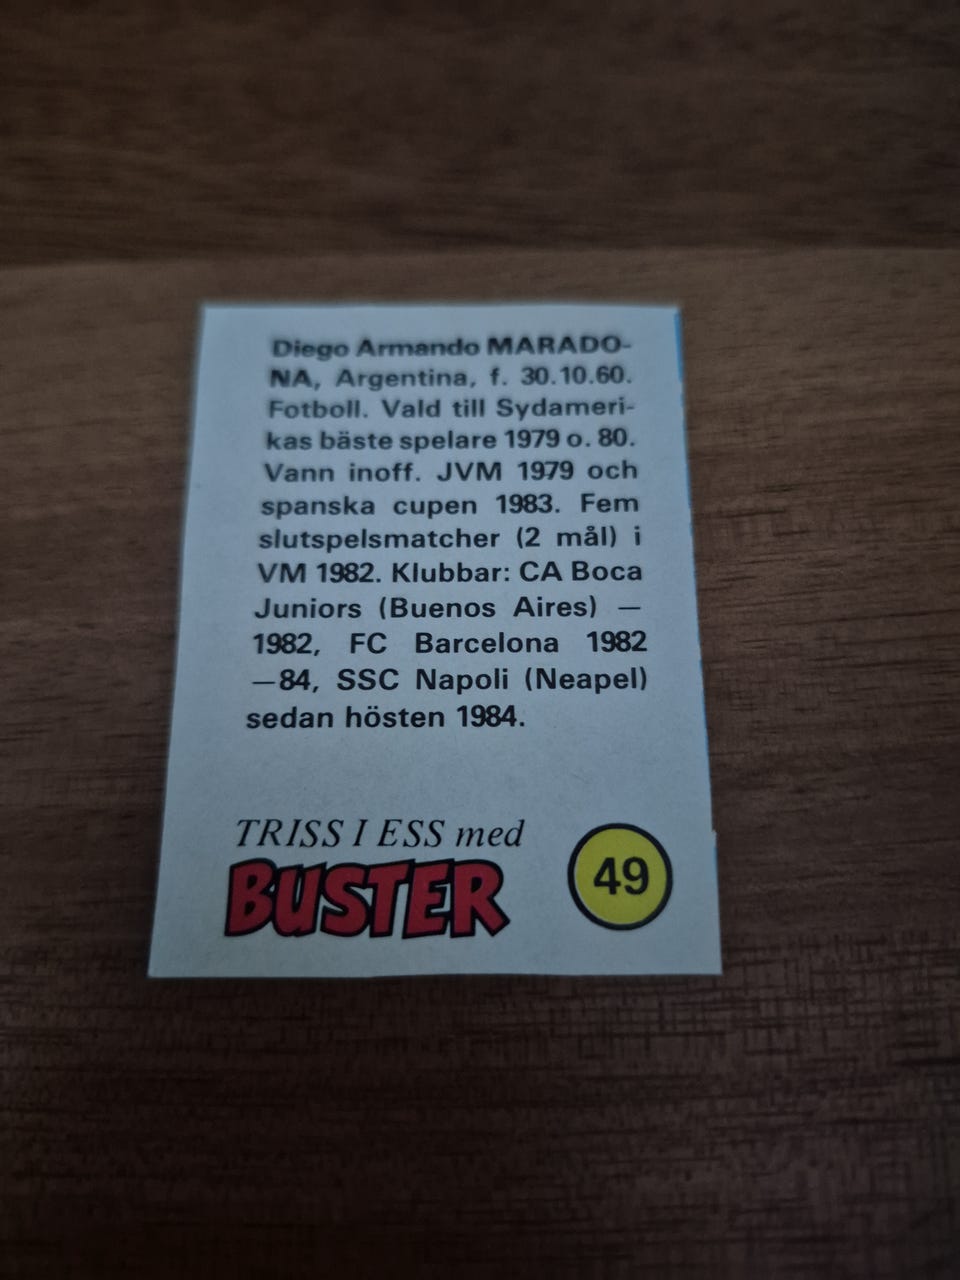 Diego Armando MARADO-
NA, Argentina, f. 30.10.60.
Fotboll. Vald till Sydameri-
kas bäste spelare 1979 o. 80.
Vann inoff. JVM 1979 och
spanska cupen 1983. Fem
slutspelsmatcher (2 mål) i
VM 1982. Klubbar: CA Boca
Juniors (Buenos Aires) —
1982, FC Barcelona 1982
—84, SSC Napoli (Neapel)
sedan hösten 1984.
TRISS I ESS med
BUSTER
49